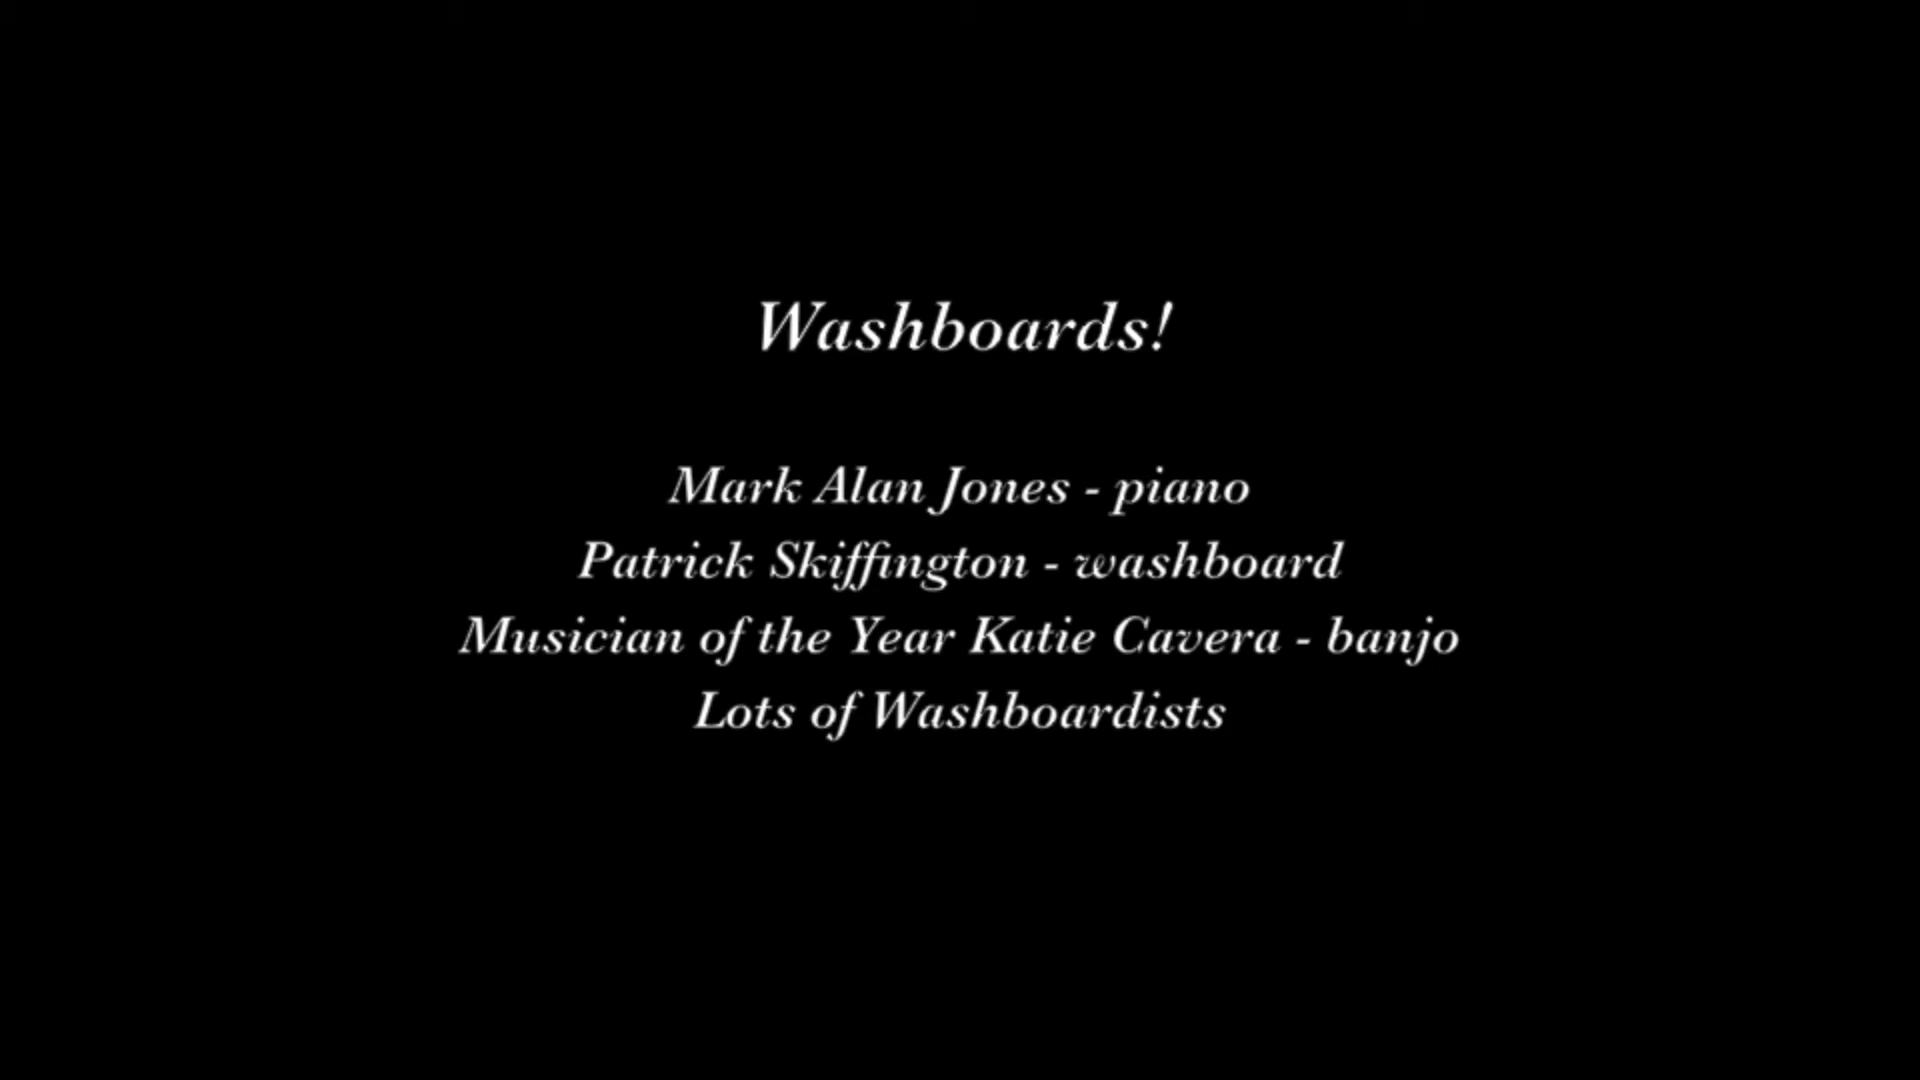 Washboards!
Mark Alan Jones - piano
Patrick Skiffington - washboard
Musician of the Year Katie Cavera - banjo
Lots of Washboardists